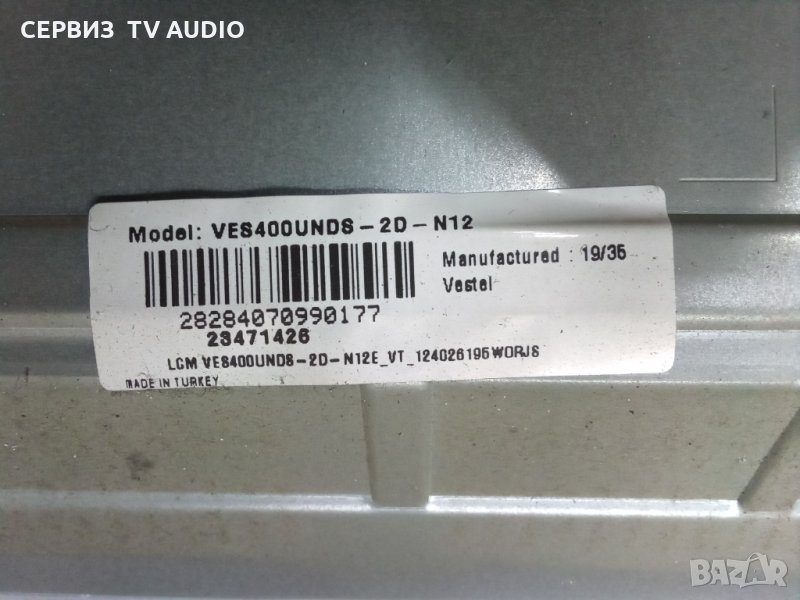 СЕРВИЗ TV AUDIO
Model: VES400UNDS-2D-N12
Manufactured : 19/35
Vestel
28284070990177
23471426
LCM VES400UNDS-2D-N12E_VT_124026195WORJS
MADE IN TURKEY
BAZAR